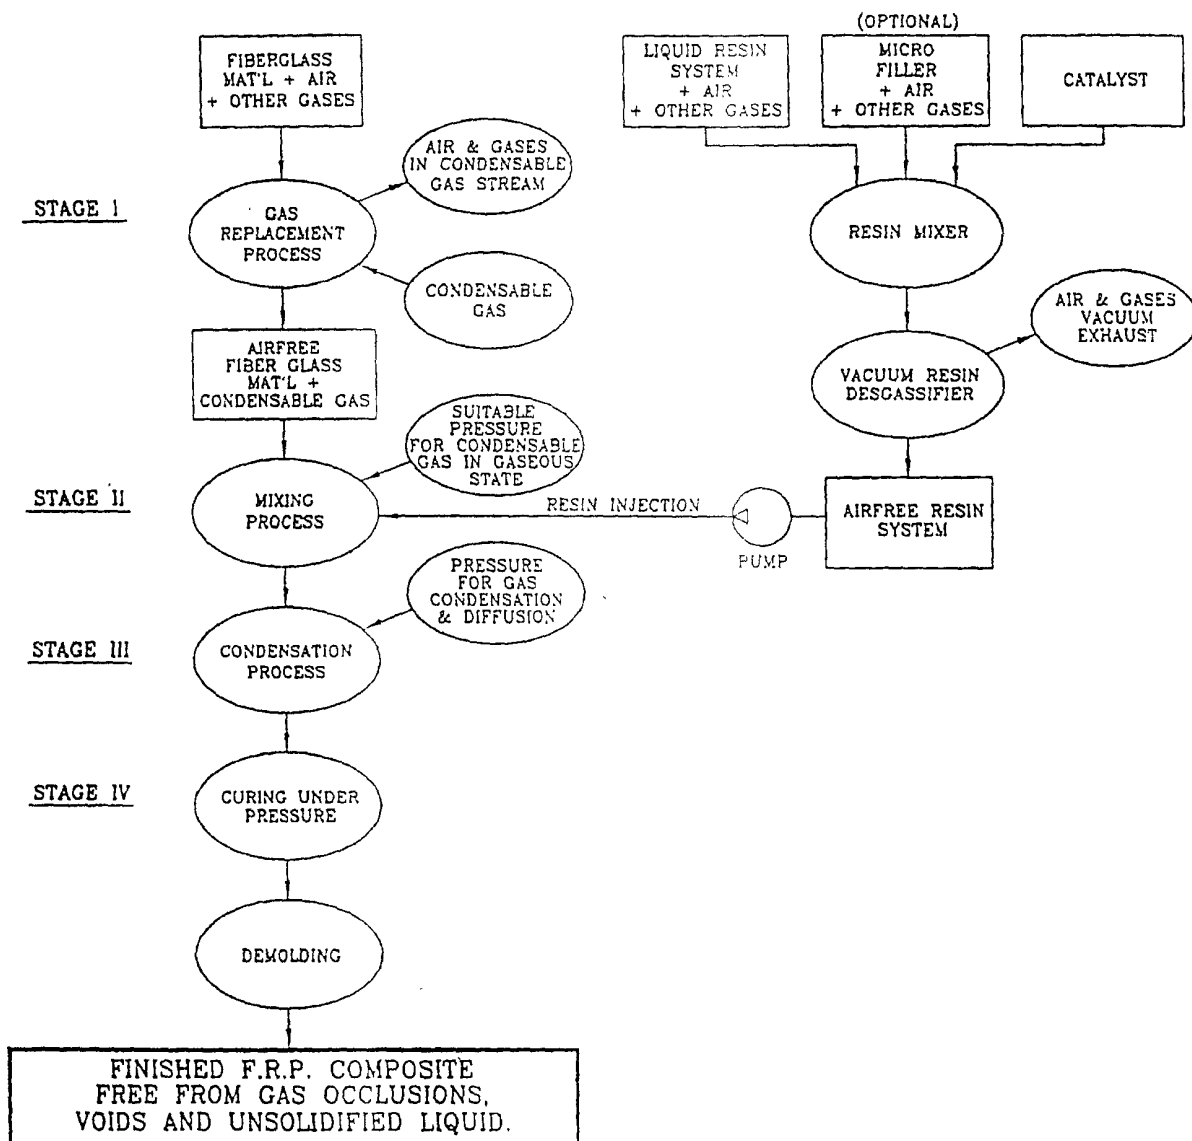 FIBERGLASS
MAT'L + AIR
+ OTHER GASES
LIQUID RESIN
SYSTEM
+ AIR
+ OTHER GASES
(OPTIONAL)
MICRO
FILLER
+ AIR
+ OTHER GASES
CATALYST
AIR & GASES
IN CONDENSABLE
GAS STREAM
STAGE I
GAS
REPLACEMENT
PROCESS
RESIN MIXER
CONDENSABLE
GAS
AIR & GASES
VACUUM
EXHAUST
AIRFREE
FIBER GLASS
MAT'L +
CONDENSABLE GAS
VACUUM RESIN
DESGASSIFIER
SUITABLE
PRESSURE
FOR CONDENSABLE
GAS IN GASEOUS
STATE
STAGE II
MIXING
PROCESS
RESIN INJECTION
PUMP
AIRFREE RESIN
SYSTEM
PRESSURE
FOR GAS
CONDENSATION
& DIFFUSION
STAGE III
CONDENSATION
PROCESS
STAGE IV
CURING UNDER
PRESSURE
DEMOLDING
FINISHED F.R.P. COMPOSITE
FREE FROM GAS OCCLUSIONS,
VOIDS AND UNSOLIDIFIED LIQUID.